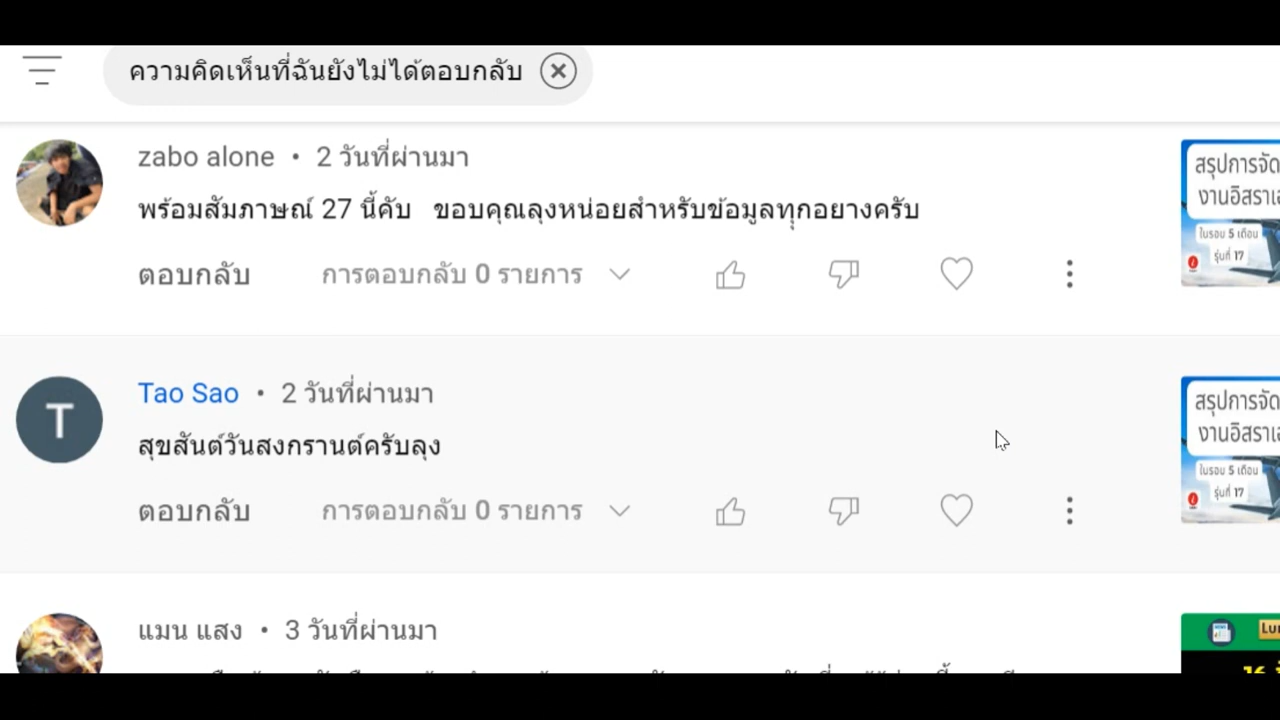 ความคิดเห็นที่ฉันยังไม่ได้ตอบกลับ
zabo alone • 2 วันที่ผ่านมา
พร้อมสัมภาษณ์ 27 นี้คับ ขอบคุณลุงหน่อยสำหรับข้อมูลทุกอยางครับ
ตอบกลับ การตอบกลับ 0 รายการ
สรุปการจัด
งานอิสราเอ
ในรอบ 5 เดือน
รุ่นที่ 17
Tao Sao • 2 วันที่ผ่านมา
T
สุขสันต์วันสงกรานต์ครับลุง
ตอบกลับ การตอบกลับ 0 รายการ
สรุปการจัด
งานอิสราเอ
ในรอบ 5 เดือน
รุ่นที่ 17
แมน แสง • 3 วันที่ผ่านมา